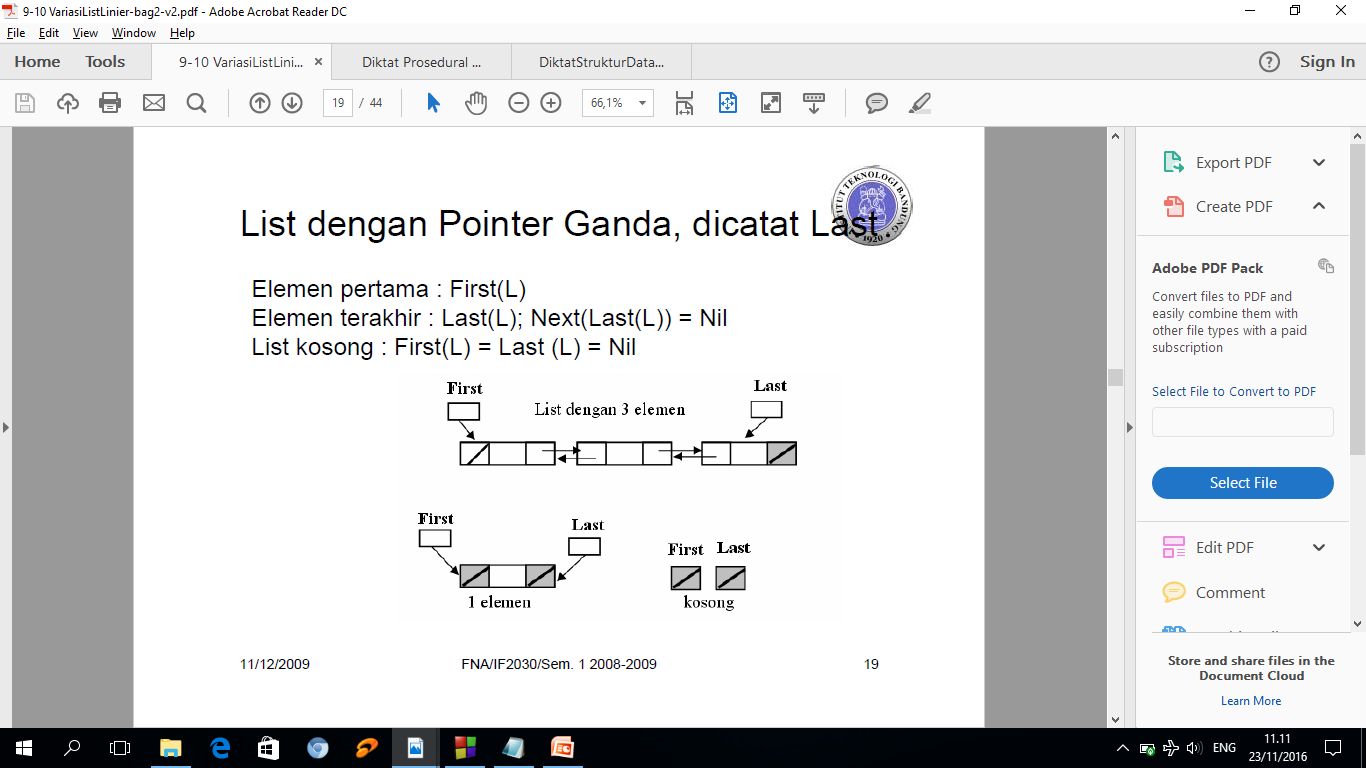 9-10 VariasiListLinier-bag2-v2.pdf - Adobe Acrobat Reader DC
File Edit View Window Help
Home Tools 9-10 VariasiListLini... × Diktat Prosedural ... DiktatStrukturData... Sign In
19 / 44 66,1%
INSTITUT TEKNOLOGI BANDUNG
1920
List dengan Pointer Ganda, dicatat Last
Elemen pertama : First(L)
Elemen terakhir : Last(L); Next(Last(L)) = Nil
List kosong : First(L) = Last (L) = Nil
First Last
List dengan 3 elemen
First Last
First Last
1 elemen kosong
11/12/2009 FNA/IF2030/Sem. 1 2008-2009 19
Export PDF
Create PDF
Adobe PDF Pack
Convert files to PDF and
easily combine them with
other file types with a paid
subscription
Select File to Convert to PDF
Select File
Edit PDF
Comment
Store and share files in the
Document Cloud
Learn More
ENG
11.11
23/11/2016